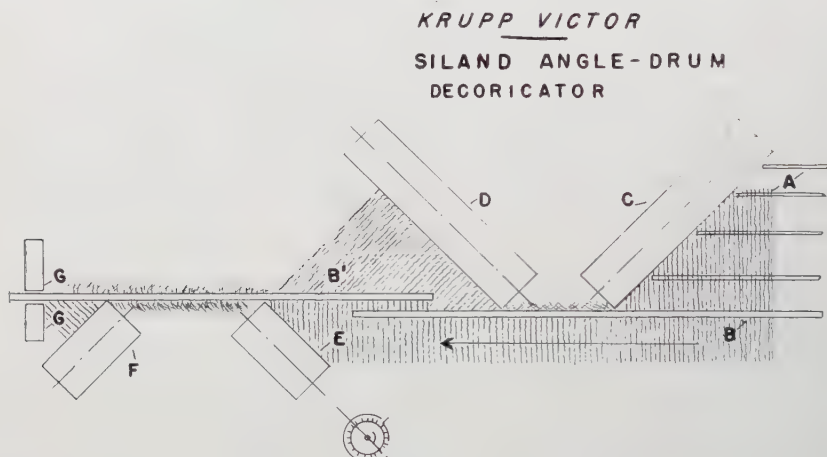 KRUPP VICTOR
SILAND ANGLE-DRUM
DECORICATOR
A
D
C
B'
G
G
B
E
F